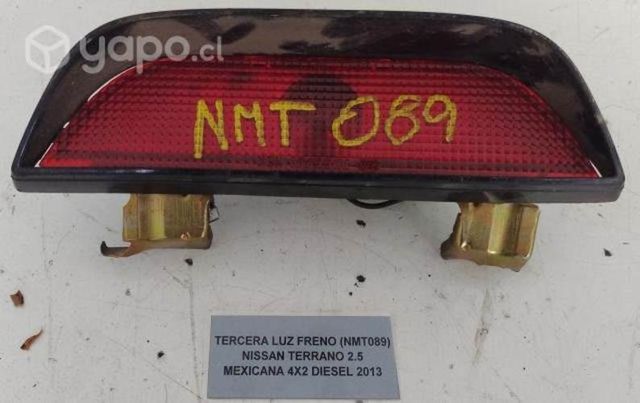 yapo.cl
NMT 089
TERCERA LUZ FRENO (NMT089)
NISSAN TERRANO 2.5
MEXICANA 4X2 DIESEL 2013